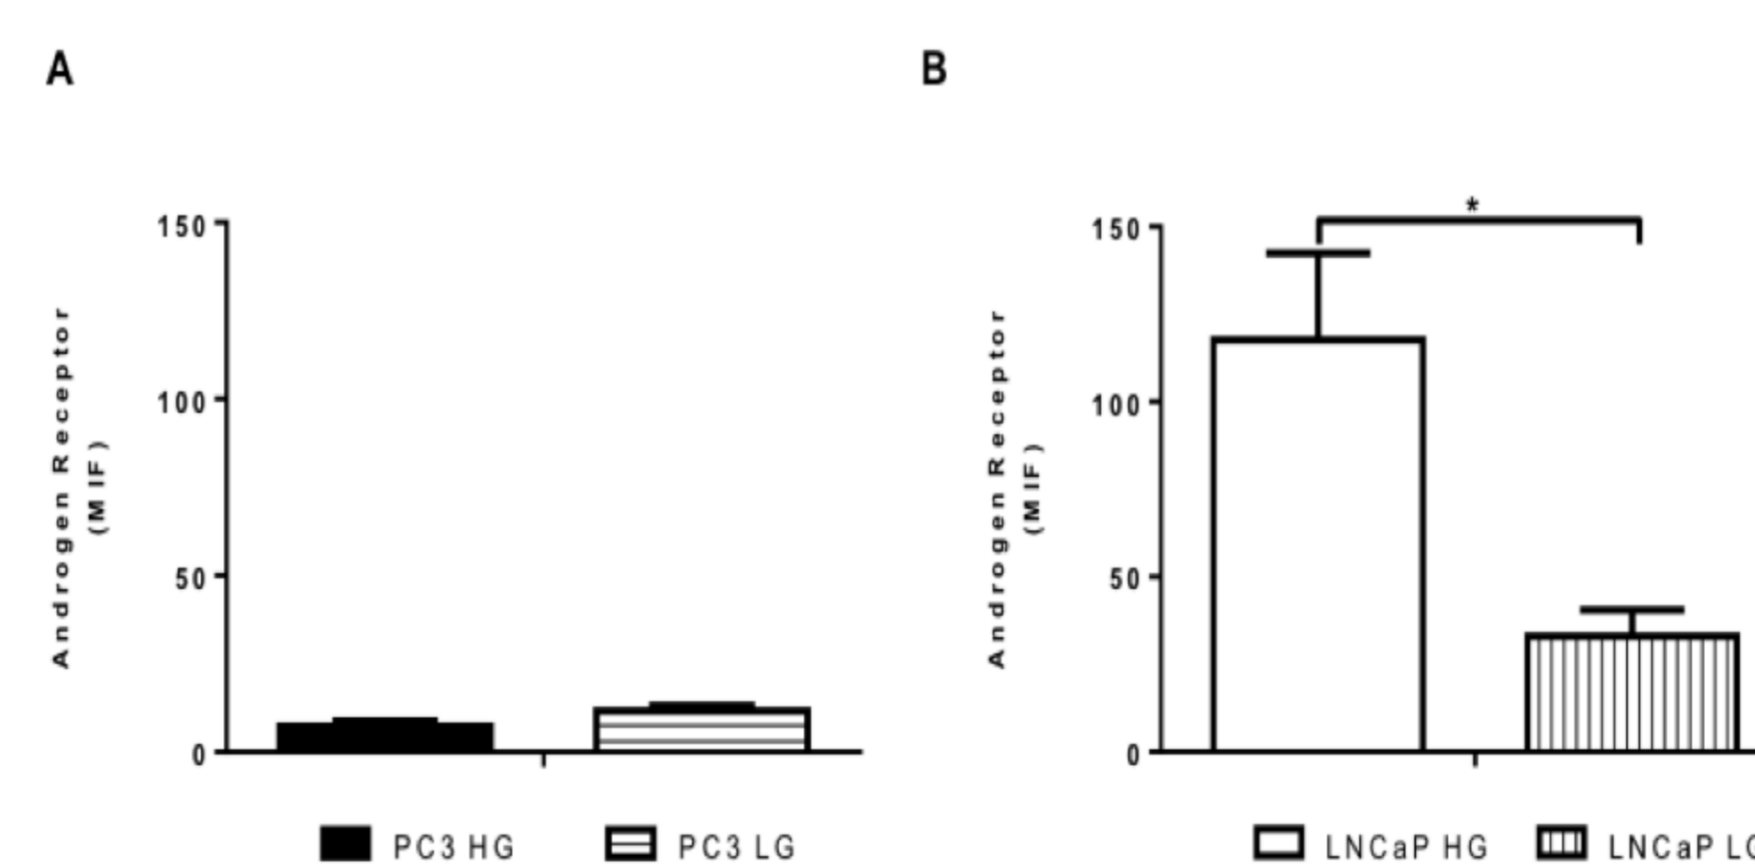 A
B
150
100
50
0
Androgen Receptor
(MIF)
PC3 HG
PC3 LG
*
150
100
50
0
Androgen Receptor
(MIF)
LNCaP HG
LNCaP